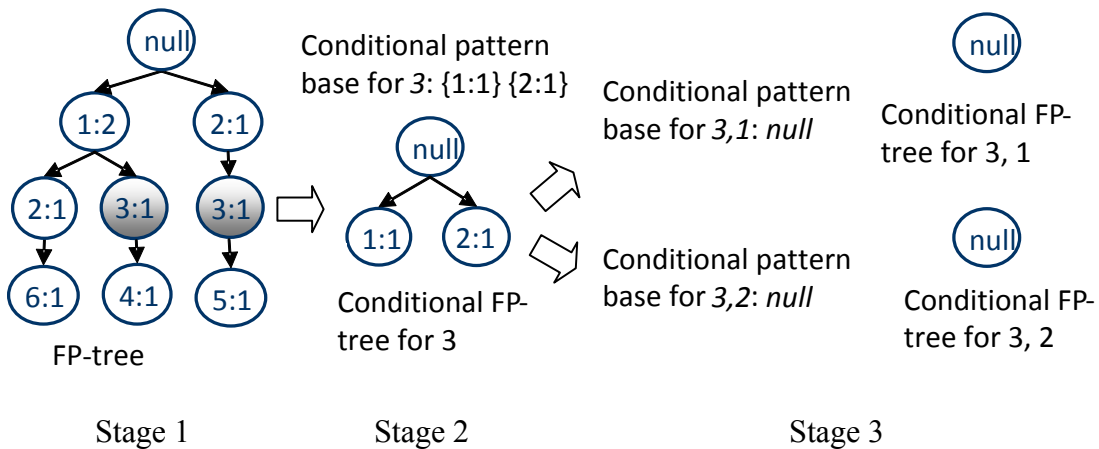 null
1:2
2:1
2:1
3:1
3:1
6:1
4:1
5:1
FP-tree
Stage 1
Conditional pattern
base for 3: {1:1} {2:1}
null
1:1
2:1
Conditional FP-
tree for 3
Stage 2
Conditional pattern
base for 3,1: null
null
Conditional FP-
tree for 3, 1
Conditional pattern
base for 3,2: null
null
Conditional FP-
tree for 3, 2
Stage 3